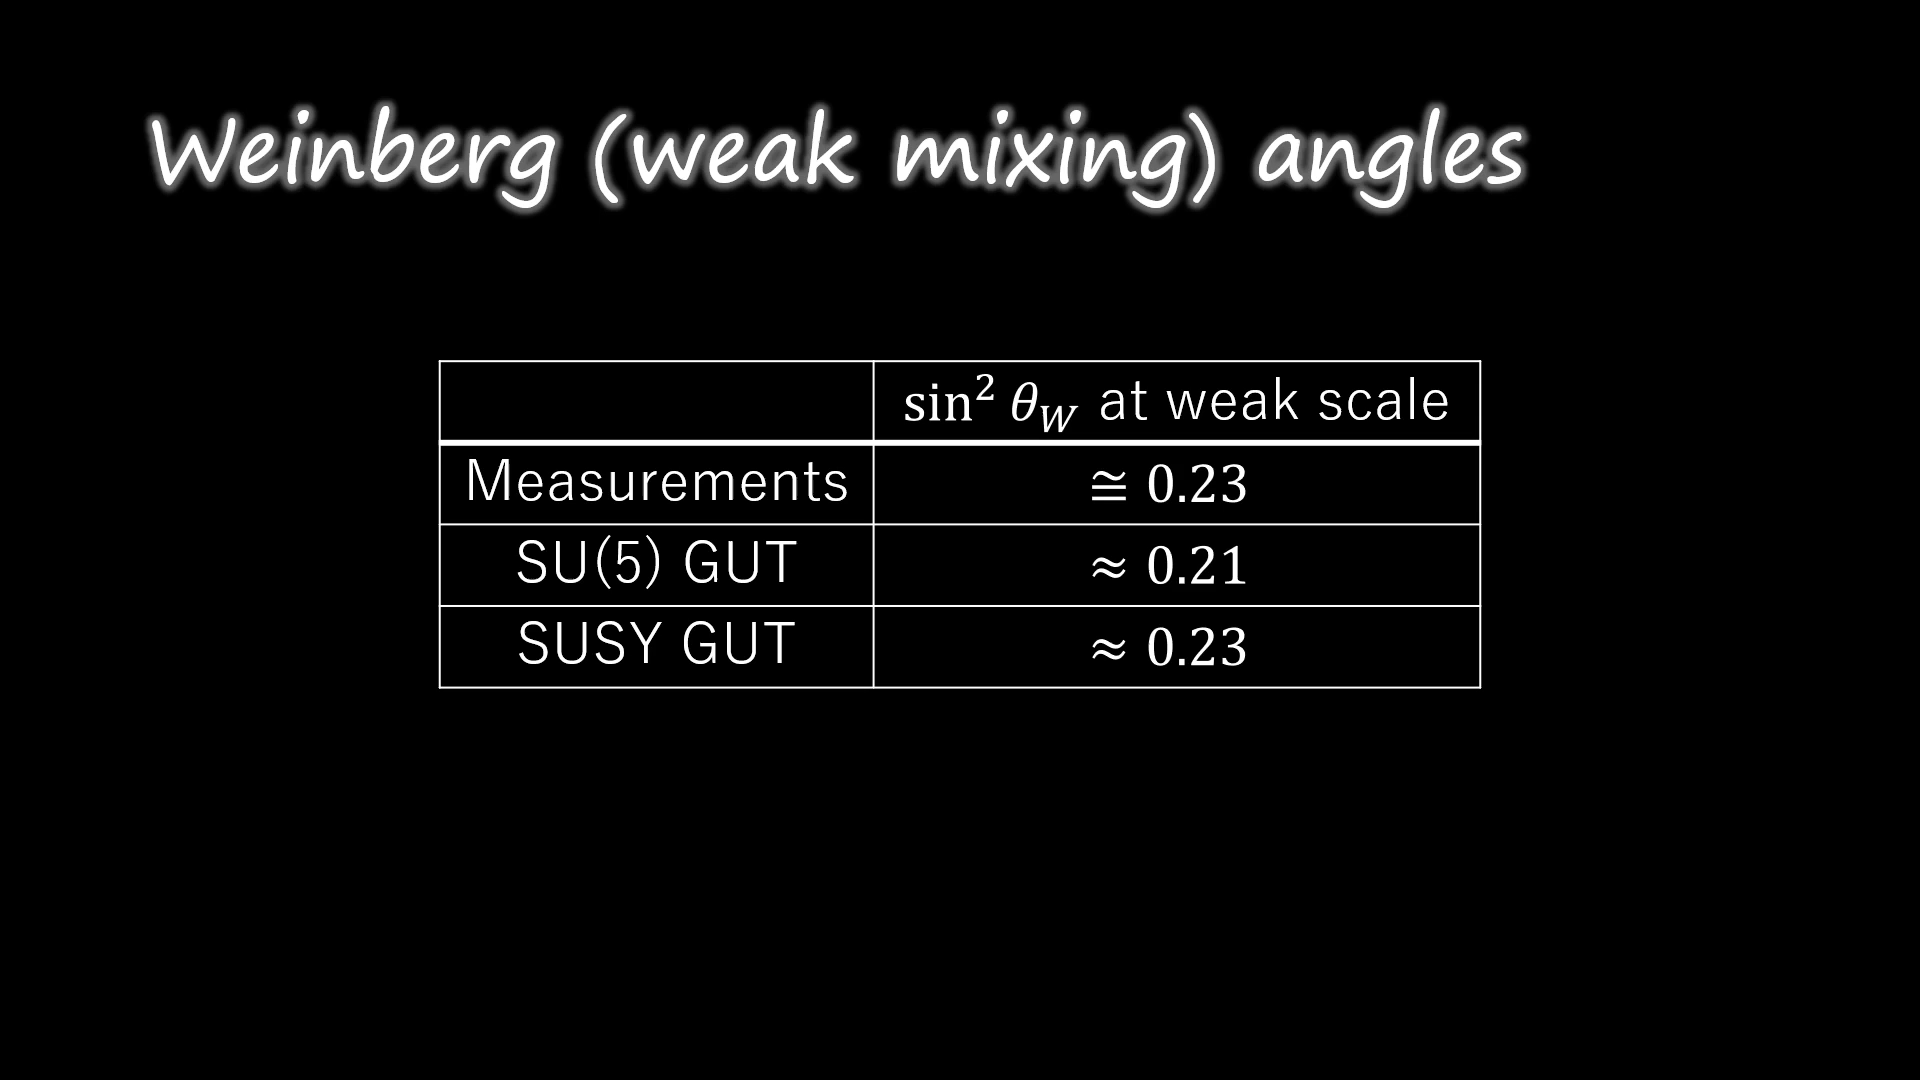 Weinberg (weak mixing) angles
sin² θ_W at weak scale
Measurements ≅ 0.23
SU(5) GUT ≈ 0.21
SUSY GUT ≈ 0.23